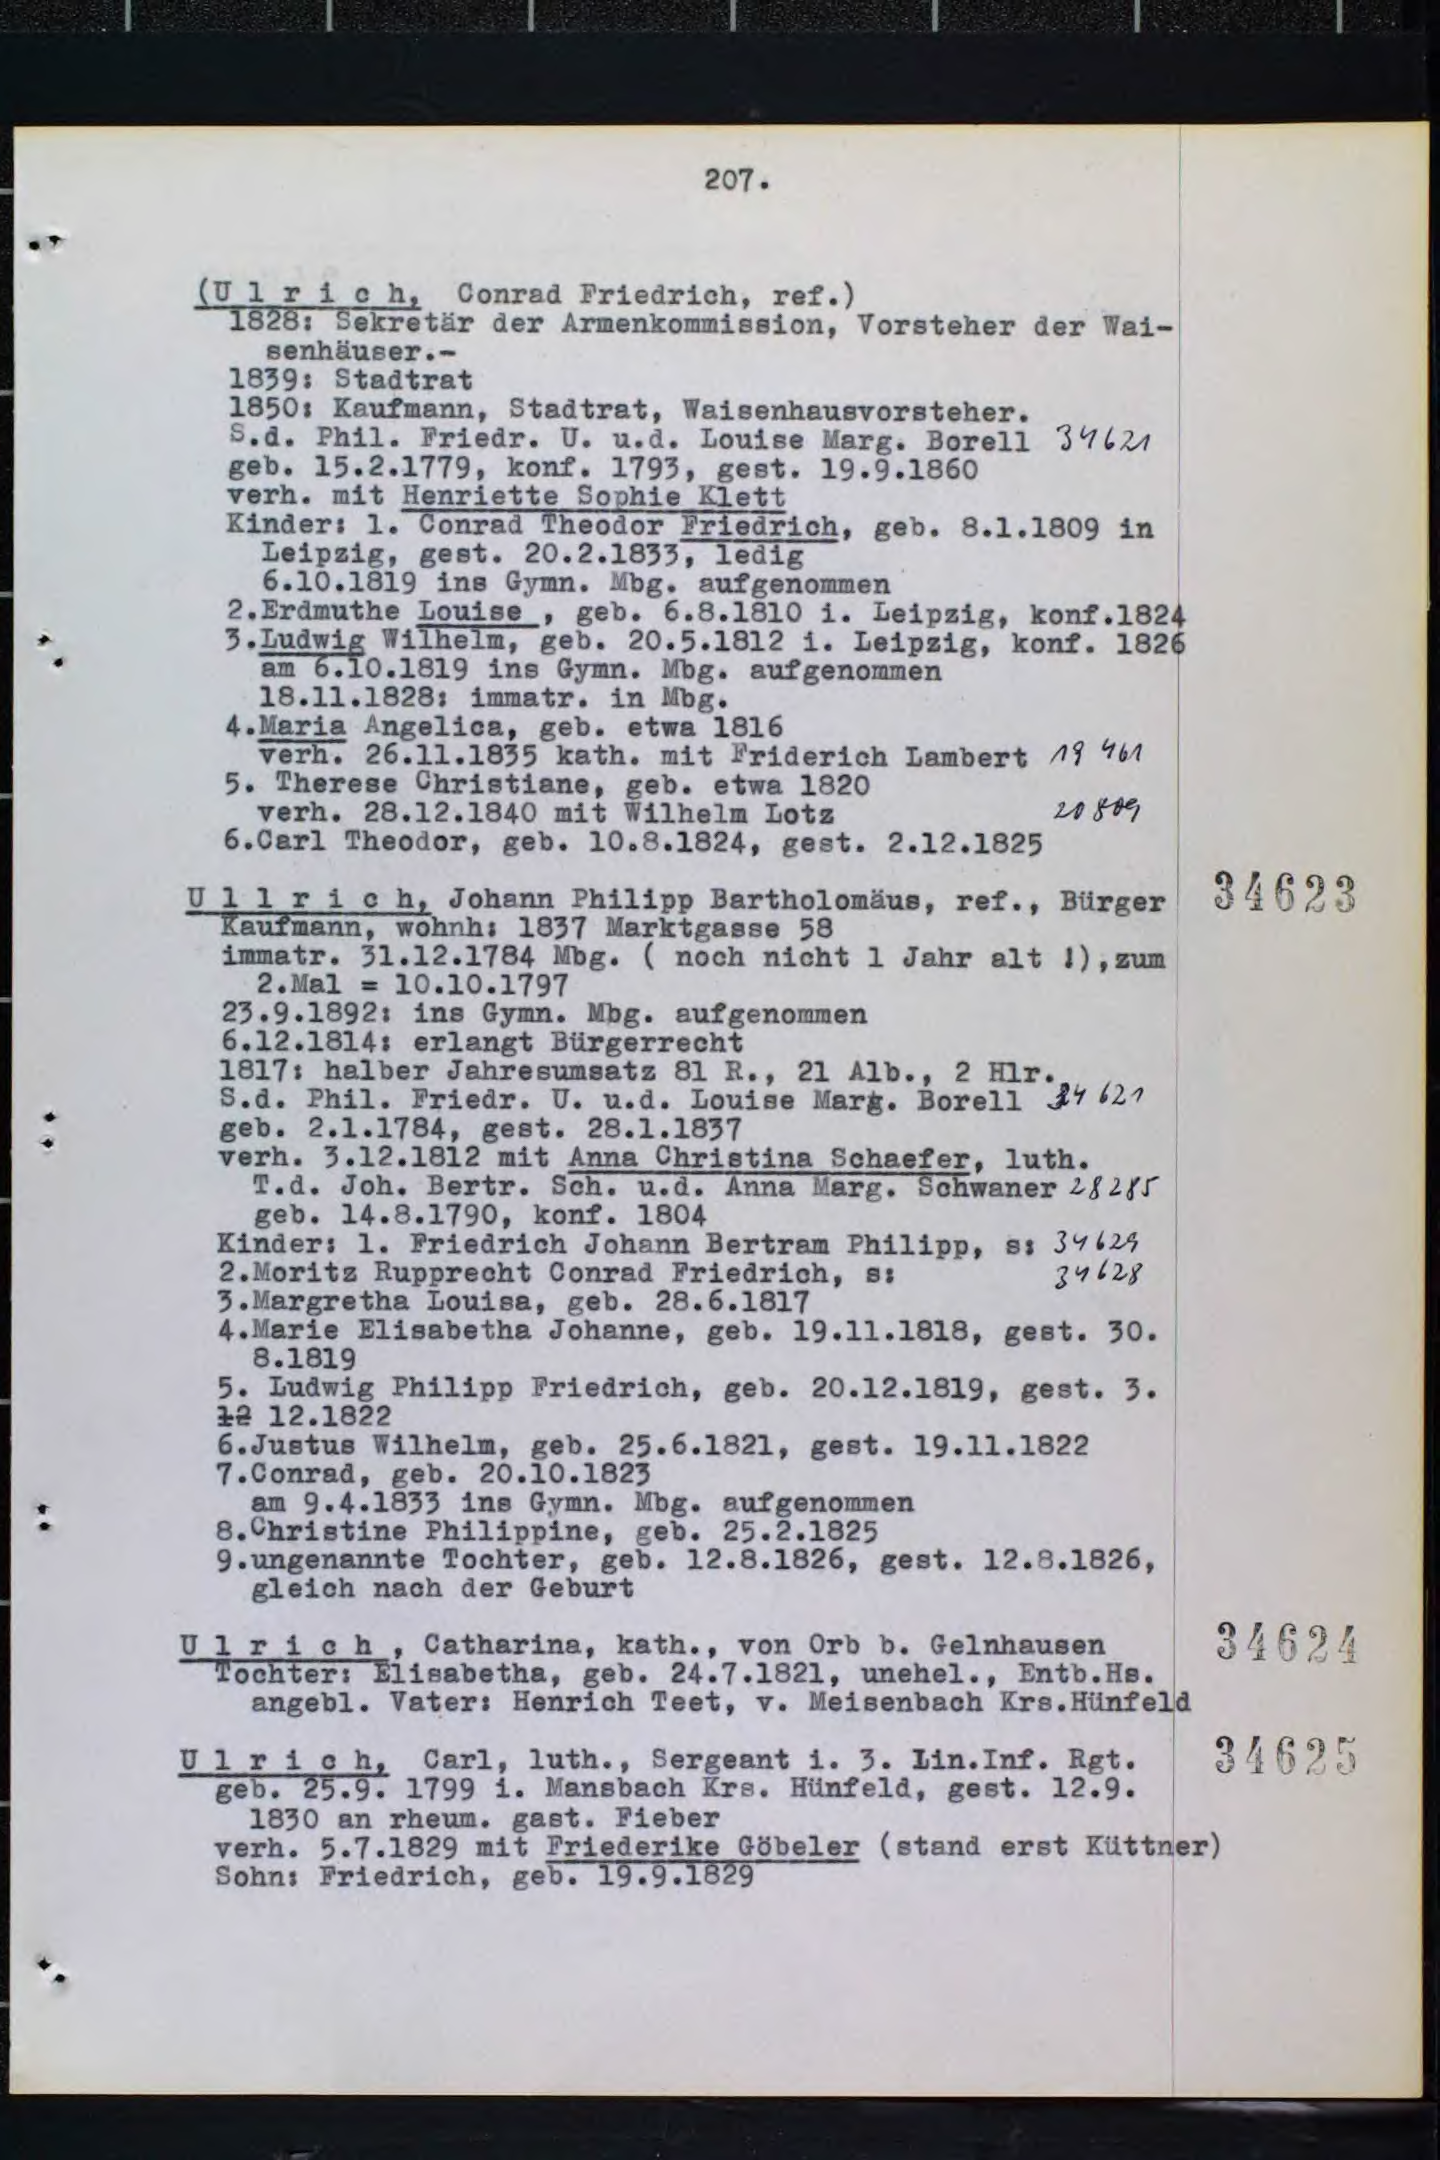 207.
(U l r i c h, Conrad Friedrich, ref.)
1828: Sekretär der Armenkommission, Vorsteher der Wai-
senhäuser.-
1839: Stadtrat
1850: Kaufmann, Stadtrat, Waisenhausvorsteher.
S.d. Phil. Friedr. U. u.d. Louise Marg. Borell 34621
geb. 15.2.1779, konf. 1793, gest. 19.9.1860
verh. mit Henriette Sophie Klett
Kinder: 1. Conrad Theodor Friedrich, geb. 8.1.1809 in
Leipzig, gest. 20.2.1833, ledig
6.10.1819 ins Gymn. Mbg. aufgenommen
2.Erdmuthe Louise , geb. 6.8.1810 i. Leipzig, konf.1824
3.Ludwig Wilhelm, geb. 20.5.1812 i. Leipzig, konf. 1826
am 6.10.1819 ins Gymn. Mbg. aufgenommen
18.11.1828: immatr. in Mbg.
4.Maria Angelica, geb. etwa 1816
verh. 26.11.1835 kath. mit Friderich Lambert 19 461
5. Therese Christiane, geb. etwa 1820
verh. 28.12.1840 mit Wilhelm Lotz 20809
6.Carl Theodor, geb. 10.8.1824, gest. 2.12.1825
U l l r i c h, Johann Philipp Bartholomäus, ref., Bürger 34623
Kaufmann, wohnh: 1837 Marktgasse 58
immatr. 31.12.1784 Mbg. ( noch nicht 1 Jahr alt !),zum
2.Mal = 10.10.1797
23.9.1892: ins Gymn. Mbg. aufgenommen
6.12.1814: erlangt Bürgerrecht
1817: halber Jahresumsatz 81 R., 21 Alb., 2 Hlr.
S.d. Phil. Friedr. U. u.d. Louise Marg. Borell 34 621
geb. 2.1.1784, gest. 28.1.1837
verh. 3.12.1812 mit Anna Christina Schaefer, luth.
T.d. Joh. Bertr. Sch. u.d. Anna Marg. Schwaner 28285
geb. 14.8.1790, konf. 1804
Kinder: 1. Friedrich Johann Bertram Philipp, s: 34629
2.Moritz Rupprecht Conrad Friedrich, s: 34628
3.Margretha Louisa, geb. 28.6.1817
4.Marie Elisabetha Johanne, geb. 19.11.1818, gest. 30.
8.1819
5. Ludwig Philipp Friedrich, geb. 20.12.1819, gest. 3.
12 12.1822
6.Justus Wilhelm, geb. 25.6.1821, gest. 19.11.1822
7.Conrad, geb. 20.10.1823
am 9.4.1833 ins Gymn. Mbg. aufgenommen
8.Christine Philippine, geb. 25.2.1825
9.ungenannte Tochter, geb. 12.8.1826, gest. 12.8.1826,
gleich nach der Geburt
U l r i c h , Catharina, kath., von Orb b. Gelnhausen 34624
Tochter: Elisabetha, geb. 24.7.1821, unehel., Entb.Hs.
angebl. Vater: Henrich Teet, v. Meisenbach Krs.Hünfeld
U l r i c h, Carl, luth., Sergeant i. 3. Lin.Inf. Rgt. 34625
geb. 25.9. 1799 i. Mansbach Krs. Hünfeld, gest. 12.9.
1830 an rheum. gast. Fieber
verh. 5.7.1829 mit Friederike Göbeler (stand erst Küttner)
Sohn: Friedrich, geb. 19.9.1829